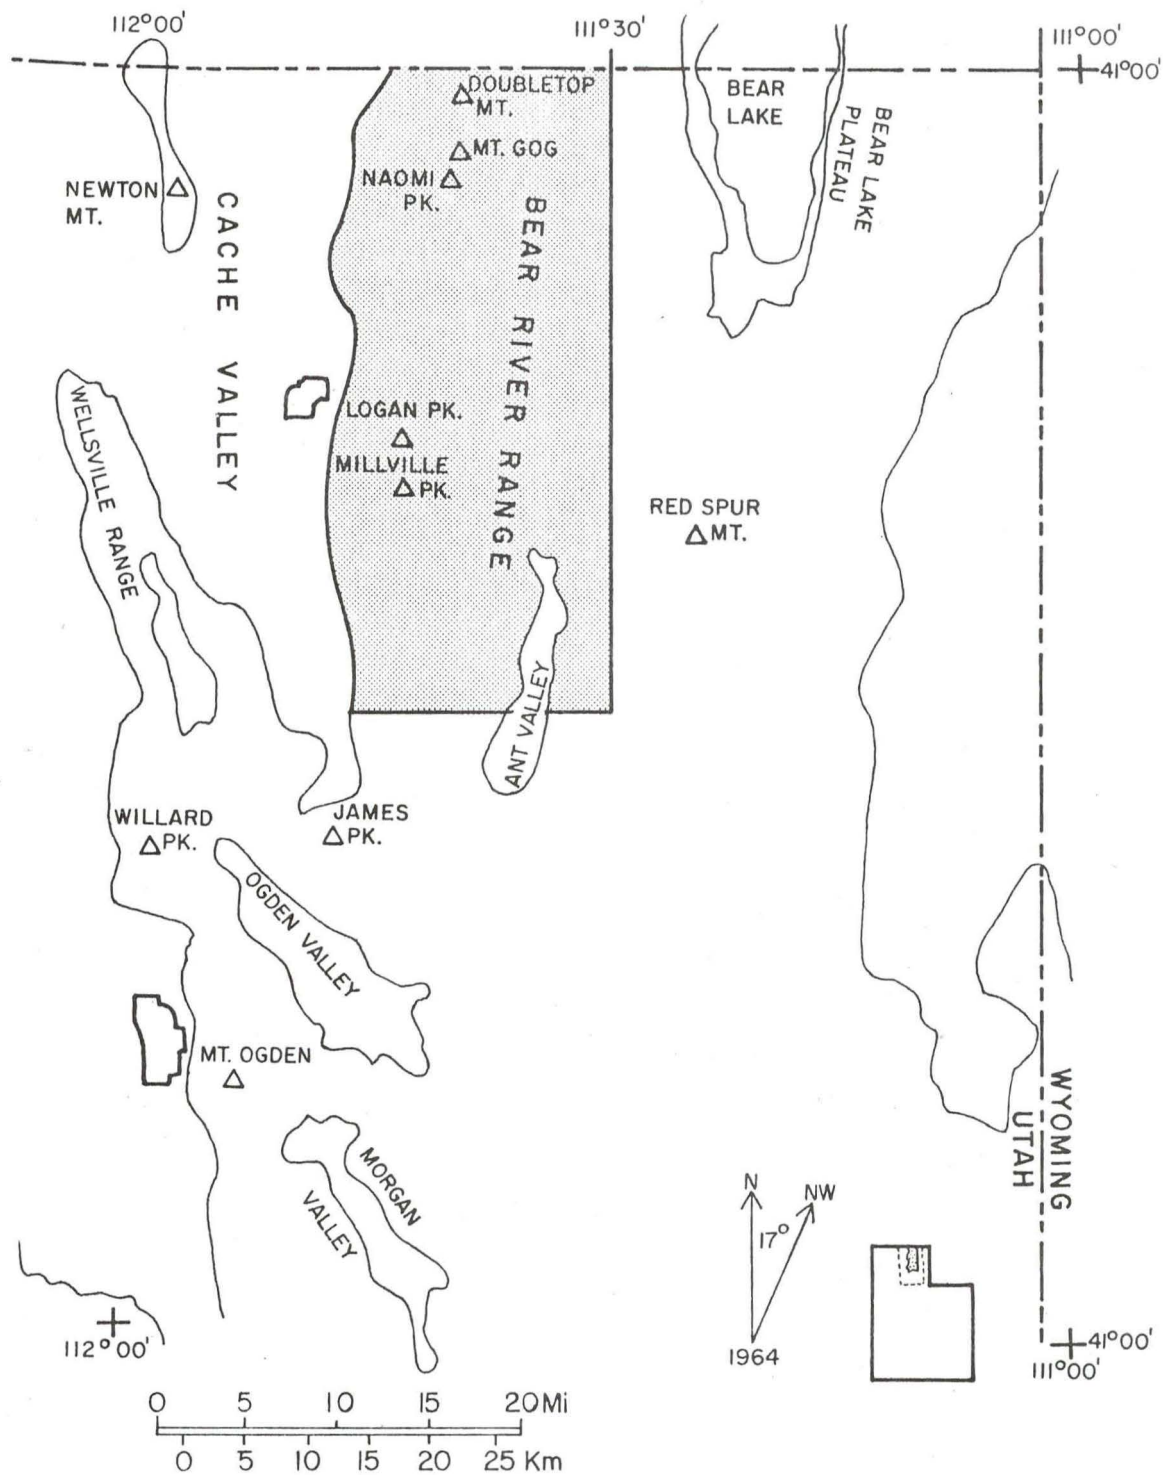 112°00'
111°30'
111°00'
41°00'
DOUBLETOP
MT.
MT. GOG
NAOMI
PK.
BEAR
LAKE
BEAR LAKE
PLATEAU
NEWTON
MT.
CACHE VALLEY
BEAR RIVER RANGE
WELLSVILLE RANGE
LOGAN PK.
MILLVILLE
PK.
RED SPUR
MT.
ANT VALLEY
WILLARD
PK.
JAMES
PK.
OGDEN VALLEY
MT. OGDEN
MORGAN
VALLEY
WYOMING
UTAH
N
NW
17°
1964
112°00'
41°00'
111°00'
0 5 10 15 20 Mi
0 5 10 15 20 25 Km